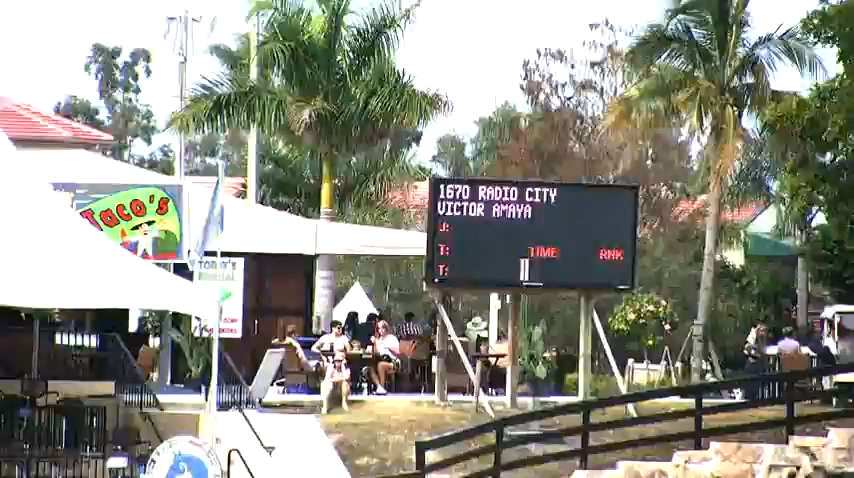 1670 RADIO CITY
VICTOR AMAYA
J:
T: TIME RNK
T:
Taco's